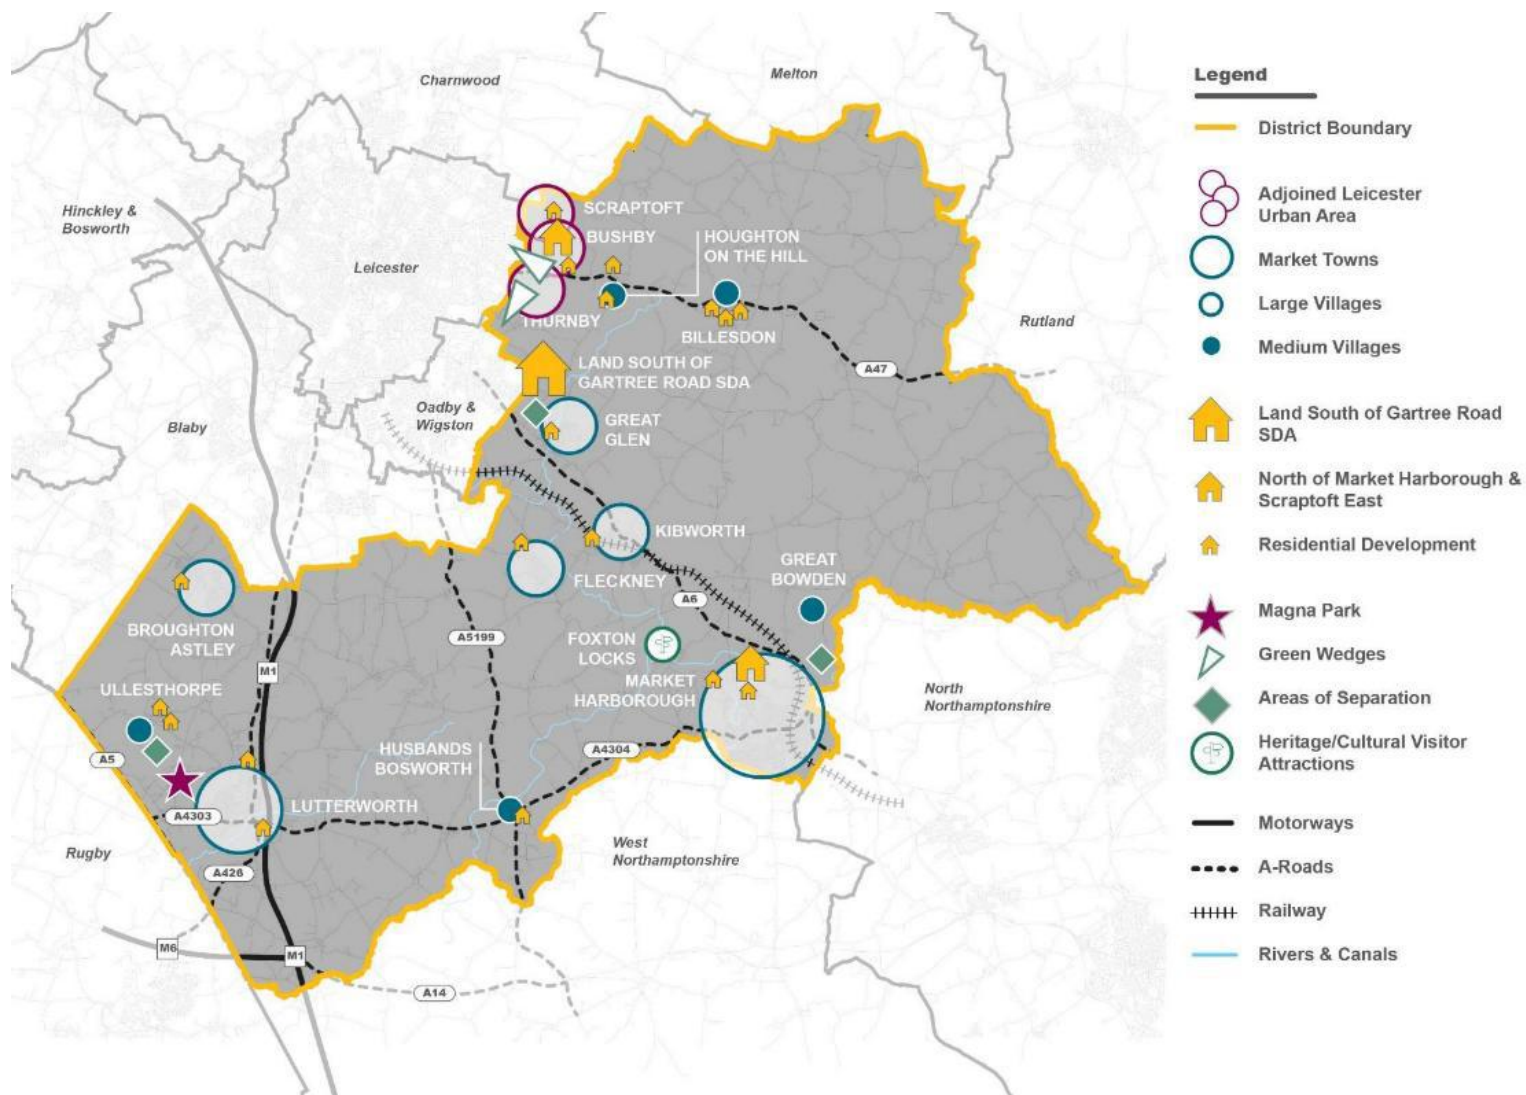 Charnwood
Melton
Hinckley &
Bosworth
Leicester
SCRAPTOFT
BUSHBY
HOUGHTON
ON THE HILL
THURNBY
BILLESDON
Rutland
A47
LAND SOUTH OF
GARTREE ROAD SDA
Oadby &
Wigston
Blaby
GREAT
GLEN
KIBWORTH
FLECKNEY
GREAT
BOWDEN
A6
BROUGHTON
ASTLEY
A5199
FOXTON
LOCKS
M1
MARKET
HARBOROUGH
ULLESTHORPE
North
Northamptonshire
A5
HUSBANDS
BOSWORTH
A4304
LUTTERWORTH
A4303
Rugby
West
Northamptonshire
A426
M6
M1
A14
Legend
District Boundary
Adjoined Leicester
Urban Area
Market Towns
Large Villages
Medium Villages
Land South of Gartree Road
SDA
North of Market Harborough &
Scraptoft East
Residential Development
Magna Park
Green Wedges
Areas of Separation
Heritage/Cultural Visitor
Attractions
Motorways
A-Roads
Railway
Rivers & Canals